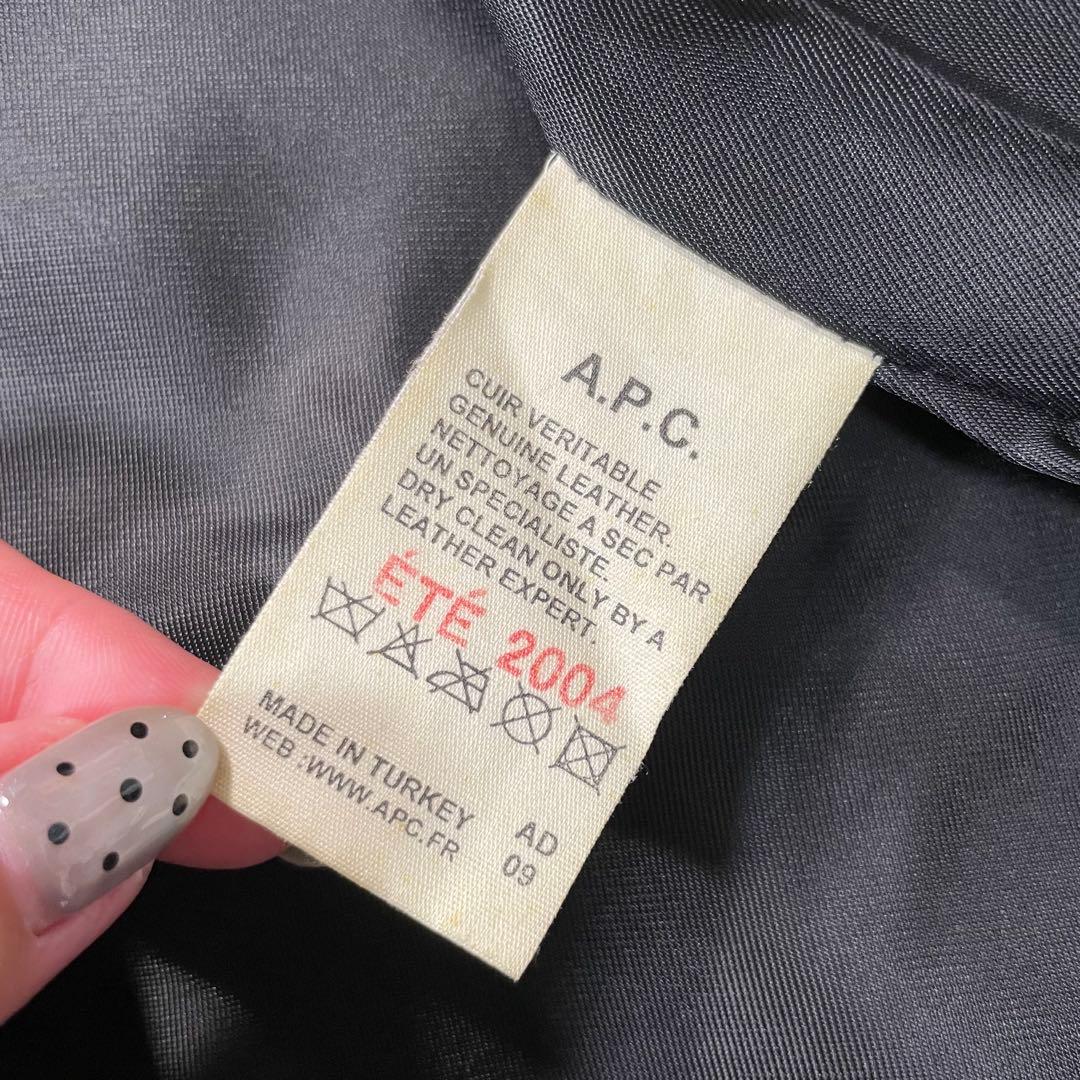 A.P.C.
CUIR VERITABLE
GENUINE LEATHER.
NETTOYAGE A SEC PAR
UN SPECIALISTE.
DRY CLEAN ONLY BY A
LEATHER EXPERT.
ÉTÉ 2004
MADE IN TURKEY AD
WEB :WWW.APC.FR 09